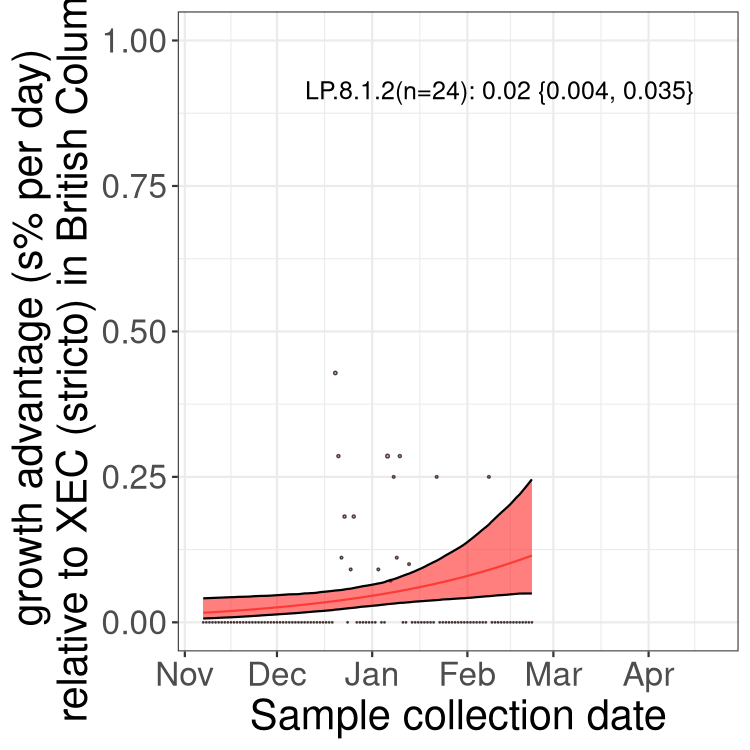 growth advantage (s% per day)
relative to XEC (stricto) in British Colum
1.00
0.75
0.50
0.25
0.00
LP.8.1.2(n=24): 0.02 {0.004, 0.035}
Nov Dec Jan Feb Mar Apr
Sample collection date